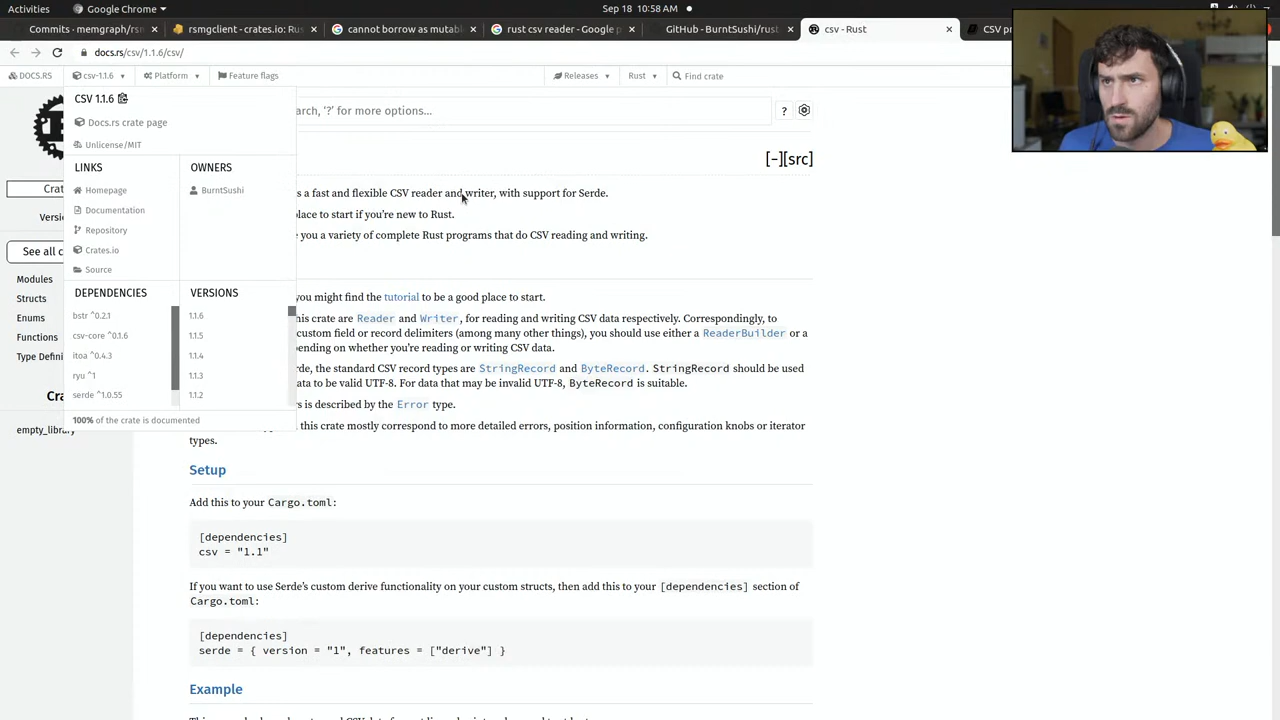 Activities
Google Chrome
Sep 18 10:58 AM
Commits · memgraph/rsm
rsmgclient - crates.io: Ru
cannot borrow as mutabl
rust csv reader - Google p
GitHub - BurntSushi/rust
csv - Rust
CSV p
docs.rs/csv/1.1.6/csv/
DOCS.RS
csv-1.1.6
Platform
Feature flags
Releases
Rust
Find crate
CSV 1.1.6
Docs.rs crate page
Unlicense/MIT
LINKS
Homepage
Documentation
Repository
Crates.io
Source
OWNERS
BurntSushi
DEPENDENCIES
bstr ^0.2.1
csv-core ^0.1.6
itoa ^0.4.3
ryu ^1
serde ^1.0.55
VERSIONS
1.1.6
1.1.5
1.1.4
1.1.3
1.1.2
100% of the crate is documented
Crat
Versio
See all c
Modules
Structs
Enums
Functions
Type Defini
Cra
empty_library
arch, '?' for more options…
?
[-][src]
s a fast and flexible CSV reader and writer, with support for Serde.
lace to start if you're new to Rust.
e you a variety of complete Rust programs that do CSV reading and writing.
you might find the tutorial to be a good place to start.
his crate are Reader and Writer, for reading and writing CSV data respectively. Correspondingly, to
custom field or record delimiters (among many other things), you should use either a ReaderBuilder or a
pending on whether you're reading or writing CSV data.
rde, the standard CSV record types are StringRecord and ByteRecord. StringRecord should be used
ata to be valid UTF-8. For data that may be invalid UTF-8, ByteRecord is suitable.
rs is described by the Error type.
this crate mostly correspond to more detailed errors, position information, configuration knobs or iterator
types.
Setup
Add this to your Cargo.toml:
[dependencies]
csv = "1.1"
If you want to use Serde's custom derive functionality on your custom structs, then add this to your [dependencies] section of
Cargo.toml:
[dependencies]
serde = { version = "1", features = ["derive"] }
Example